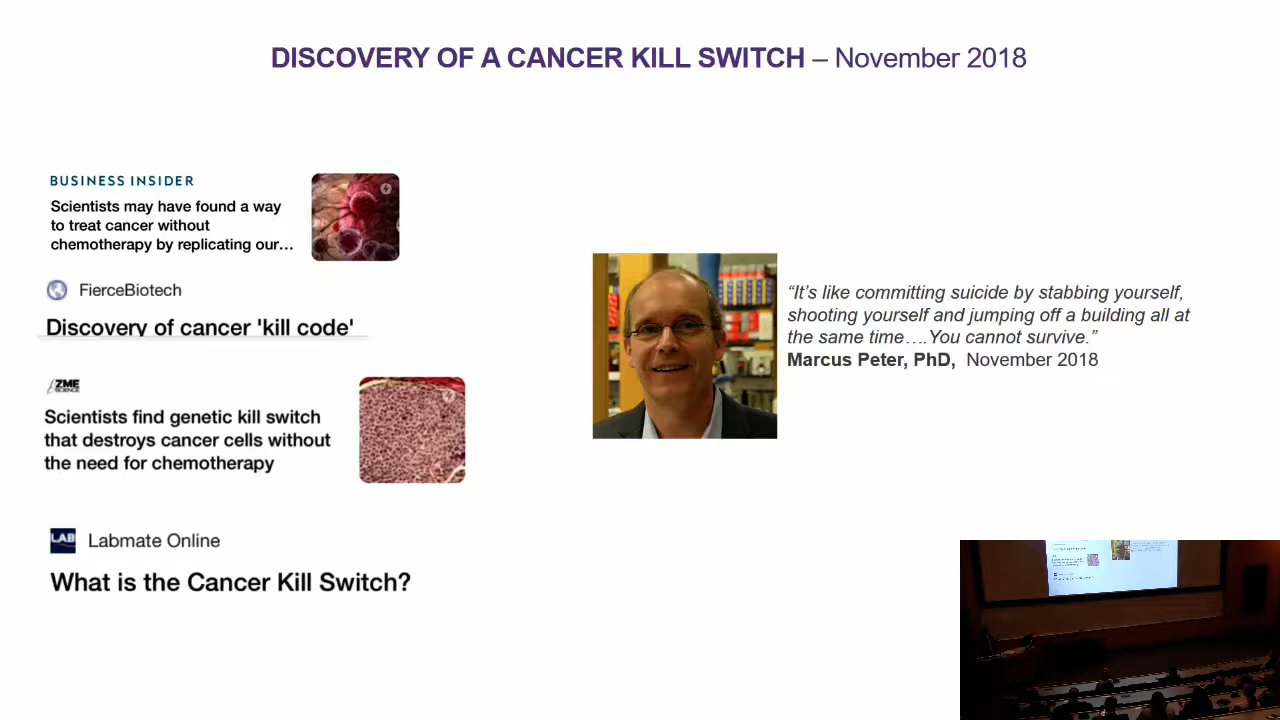 DISCOVERY OF A CANCER KILL SWITCH – November 2018
BUSINESS INSIDER
Scientists may have found a way
to treat cancer without
chemotherapy by replicating our…
FierceBiotech
Discovery of cancer 'kill code'
ZME
SCIENCE
Scientists find genetic kill switch
that destroys cancer cells without
the need for chemotherapy
LAB
Labmate Online
What is the Cancer Kill Switch?
“It’s like committing suicide by stabbing yourself,
shooting yourself and jumping off a building all at
the same time….You cannot survive.”
Marcus Peter, PhD, November 2018